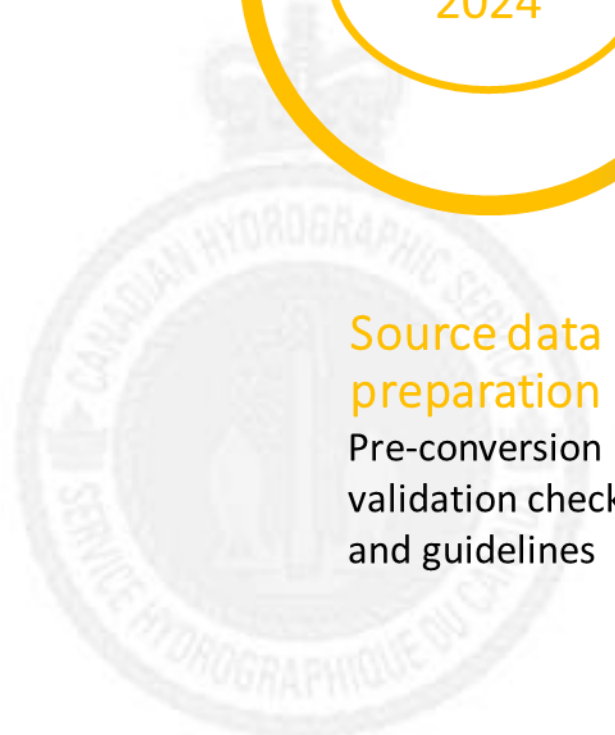 2024
CANADIAN HYDROGRAPHIC
Source data
preparation
Pre-conversion
validation check
and guidelines
SERVICE HYDROGRAPHIQUE DU